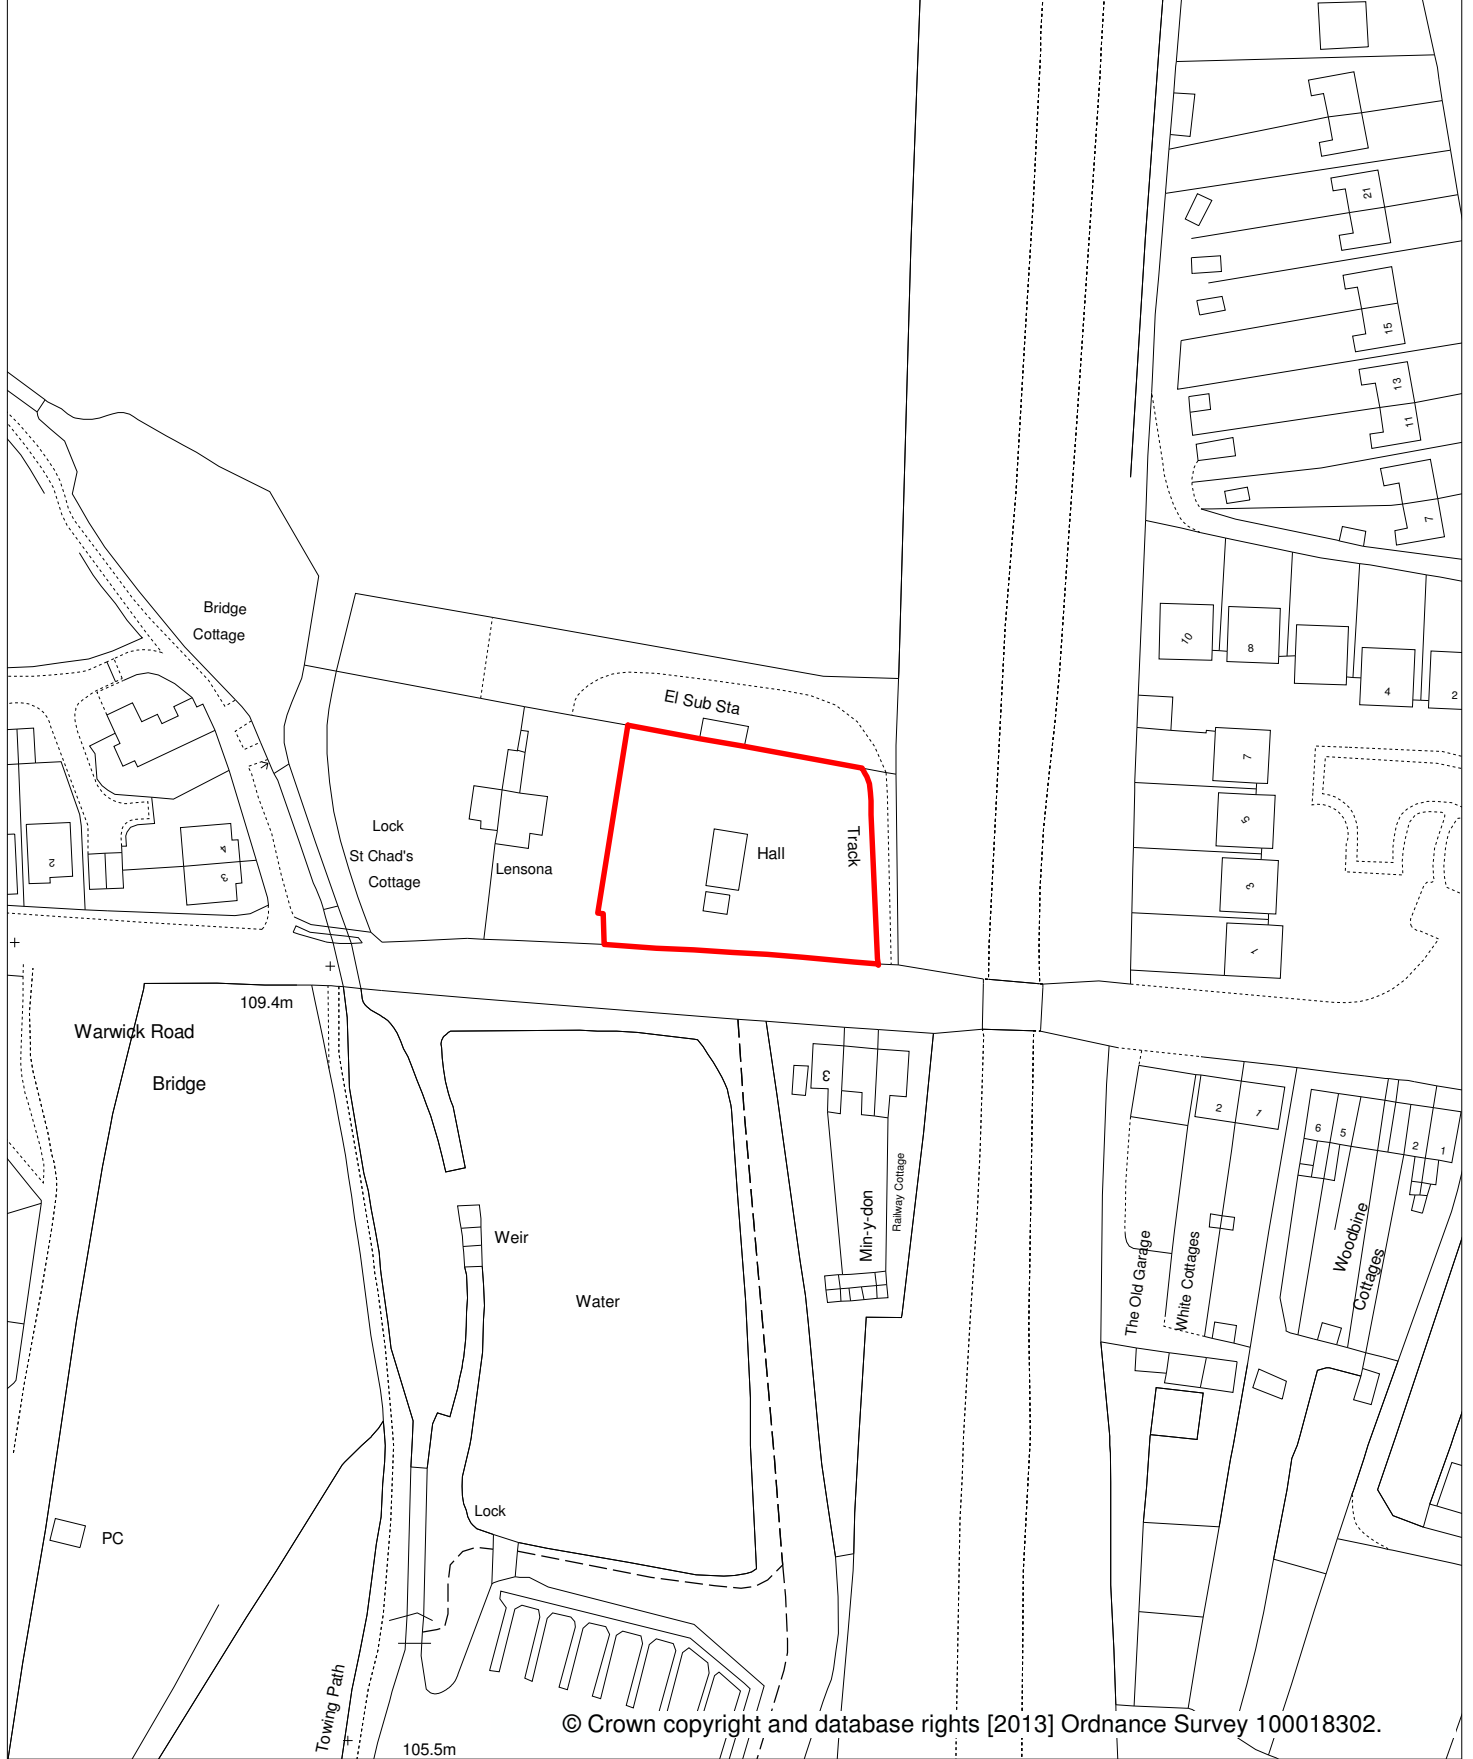 21
15
13
11
7
Bridge
Cottage
10
8
4
2
El Sub Sta
7
5
3
1
Lock
St Chad's
Cottage
Lensona
Hall
Track
2
4
3
109.4m
Warwick Road
Bridge
3
2
1
6
5
2
1
Min-y-don
Railway Cottage
Weir
Water
The Old Garage
White Cottages
Woodbine
Cottages
Lock
PC
Towing Path
105.5m
© Crown copyright and database rights [2013] Ordnance Survey 100018302.